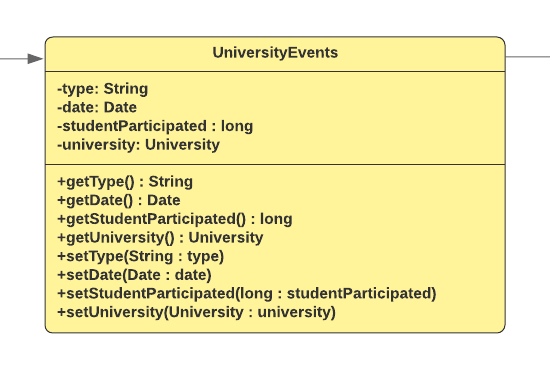 UniversityEvents
-type: String
-date: Date
-studentParticipated : long
-university: University
+getType() : String
+getDate() : Date
+getStudentParticipated() : long
+getUniversity() : University
+setType(String : type)
+setDate(Date : date)
+setStudentParticipated(long : studentParticipated)
+setUniversity(University : university)